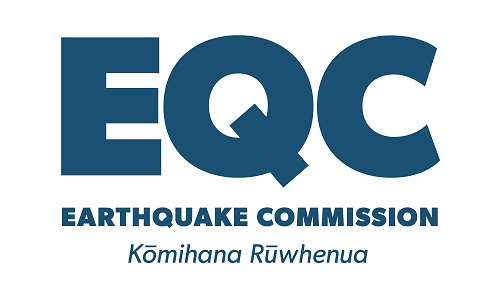 EQC
EARTHQUAKE COMMISSION
Kōmihana Rūwhenua